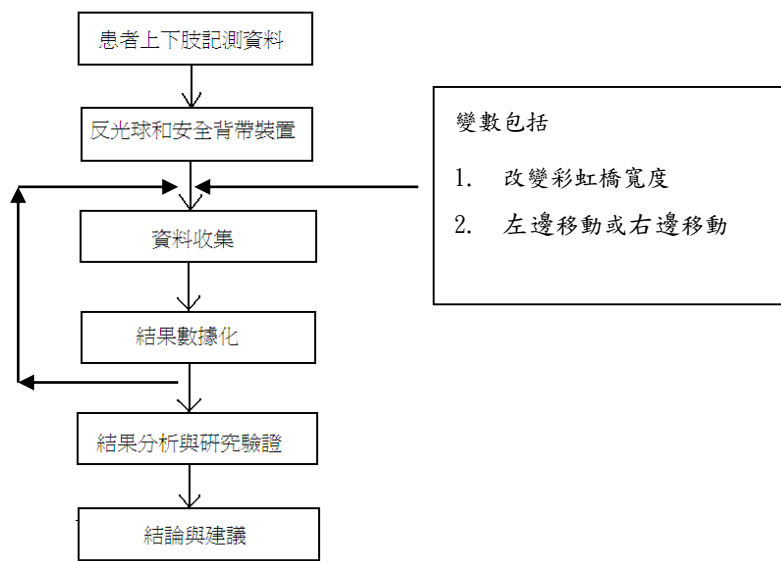 患者上下肢記測資料
反光球和安全背帶裝置
變數包括
1. 改變彩虹橋寬度
2. 左邊移動或右邊移動
資料收集
結果數據化
結果分析與研究驗證
結論與建議